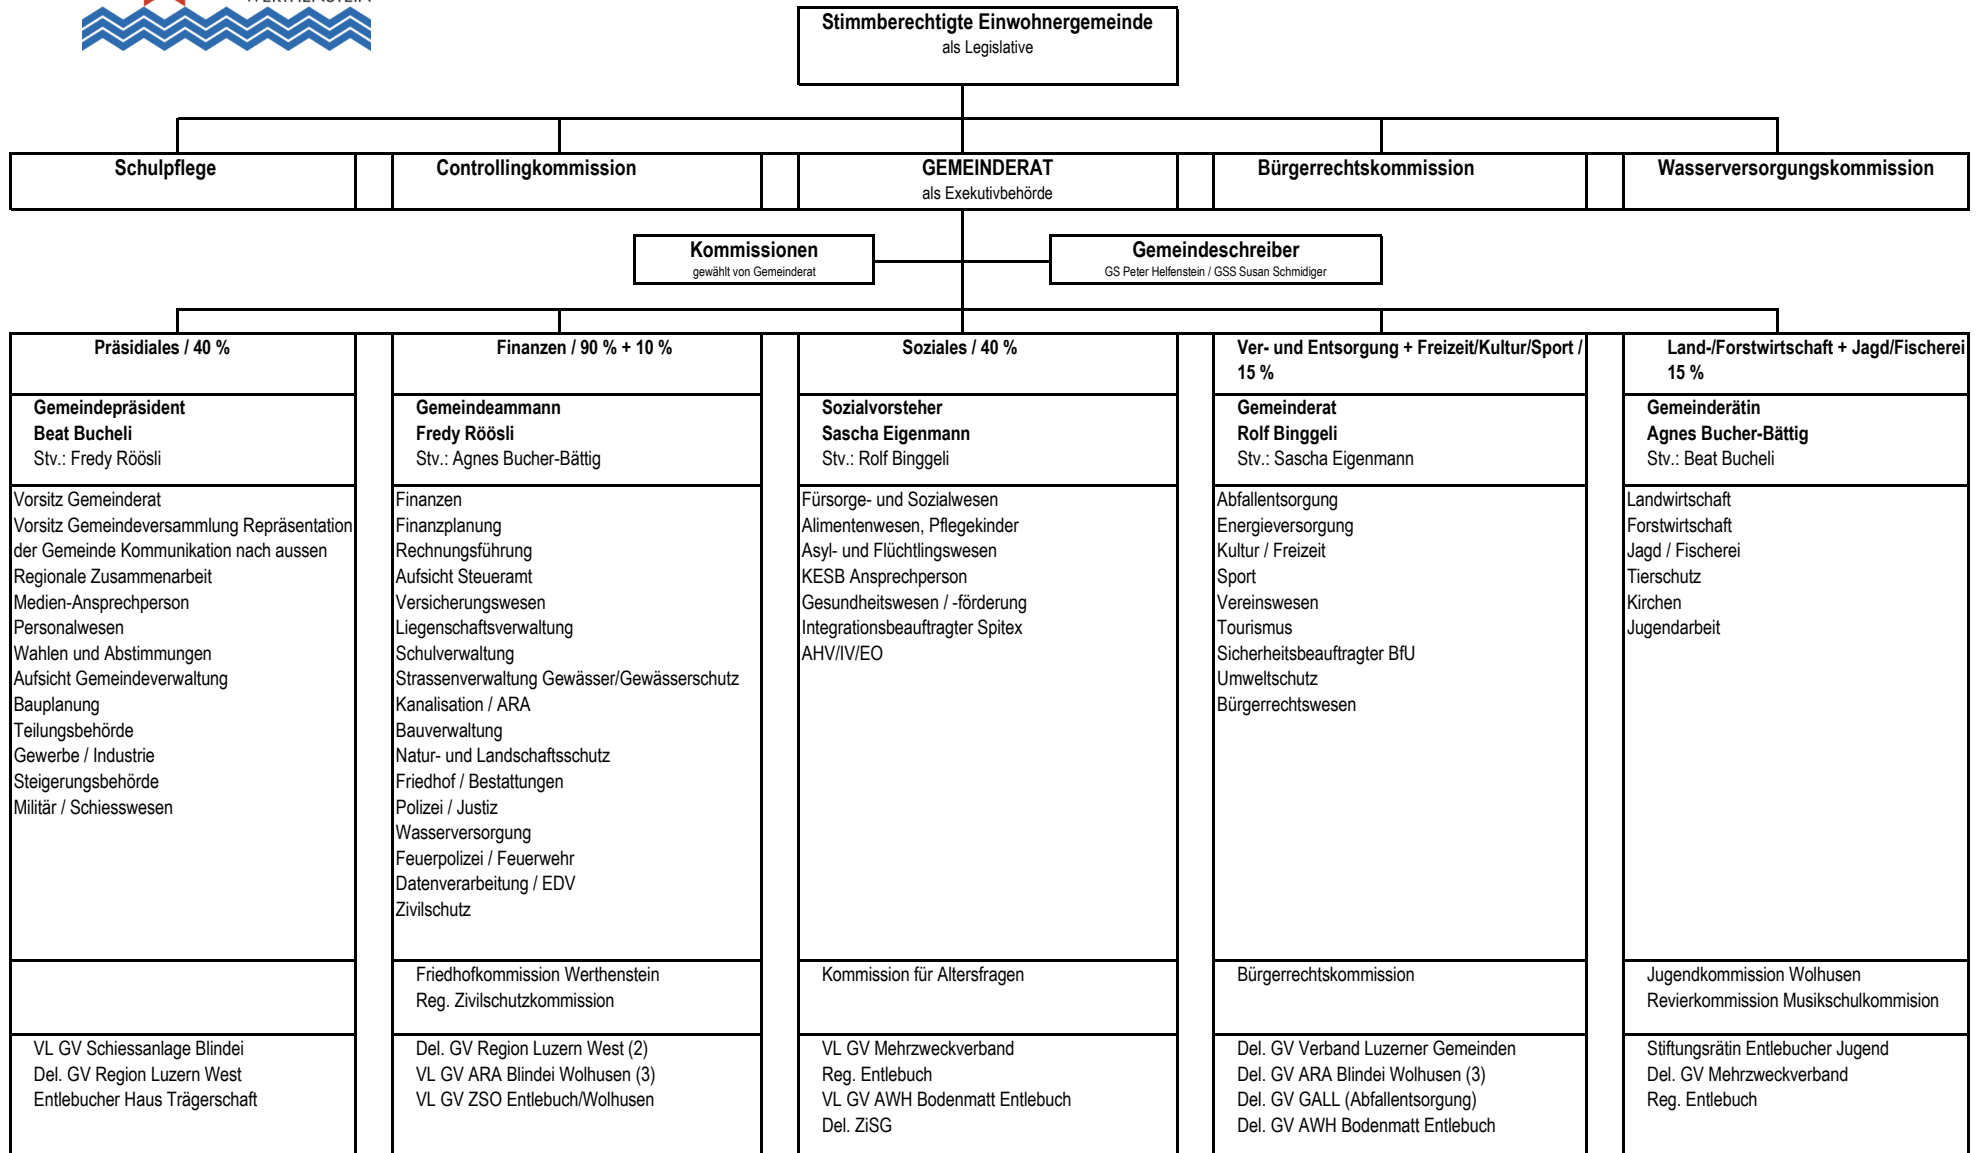 WERTHENSTEIN
Stimmberechtigte Einwohnergemeinde
als Legislative
Schulpflege
Controllingkommission
GEMEINDERAT
als Exekutivbehörde
Bürgerrechtskommission
Wasserversorgungskommission
Kommissionen
gewählt von Gemeinderat
Gemeindeschreiber
GS Peter Helfenstein / GSS Susan Schmidiger
Präsidiales / 40 %
Gemeindepräsident
Beat Bucheli
Stv.: Fredy Röösli
Vorsitz Gemeinderat
Vorsitz Gemeindeversammlung Repräsentation
der Gemeinde Kommunikation nach aussen
Regionale Zusammenarbeit
Medien-Ansprechperson
Personalwesen
Wahlen und Abstimmungen
Aufsicht Gemeindeverwaltung
Bauplanung
Teilungsbehörde
Gewerbe / Industrie
Steigerungsbehörde
Militär / Schiesswesen
VL GV Schiessanlage Blindei
Del. GV Region Luzern West
Entlebucher Haus Trägerschaft
Finanzen / 90 % + 10 %
Gemeindeammann
Fredy Röösli
Stv.: Agnes Bucher-Bättig
Finanzen
Finanzplanung
Rechnungsführung
Aufsicht Steueramt
Versicherungswesen
Liegenschaftsverwaltung
Schulverwaltung
Strassenverwaltung Gewässer/Gewässerschutz
Kanalisation / ARA
Bauverwaltung
Natur- und Landschaftsschutz
Friedhof / Bestattungen
Polizei / Justiz
Wasserversorgung
Feuerpolizei / Feuerwehr
Datenverarbeitung / EDV
Zivilschutz
Friedhofkommission Werthenstein
Reg. Zivilschutzkommission
Del. GV Region Luzern West (2)
VL GV ARA Blindei Wolhusen (3)
VL GV ZSO Entlebuch/Wolhusen
Soziales / 40 %
Sozialvorsteher
Sascha Eigenmann
Stv.: Rolf Binggeli
Fürsorge- und Sozialwesen
Alimentenwesen, Pflegekinder
Asyl- und Flüchtlingswesen
KESB Ansprechperson
Gesundheitswesen / -förderung
Integrationsbeauftragter Spitex
AHV/IV/EO
Kommission für Altersfragen
VL GV Mehrzweckverband
Reg. Entlebuch
VL GV AWH Bodenmatt Entlebuch
Del. ZiSG
Ver- und Entsorgung + Freizeit/Kultur/Sport /
15 %
Gemeinderat
Rolf Binggeli
Stv.: Sascha Eigenmann
Abfallentsorgung
Energieversorgung
Kultur / Freizeit
Sport
Vereinswesen
Tourismus
Sicherheitsbeauftragter BfU
Umweltschutz
Bürgerrechtswesen
Bürgerrechtskommission
Del. GV Verband Luzerner Gemeinden
Del. GV ARA Blindei Wolhusen (3)
Del. GV GALL (Abfallentsorgung)
Del. GV AWH Bodenmatt Entlebuch
Land-/Forstwirtschaft + Jagd/Fischerei
15 %
Gemeinderätin
Agnes Bucher-Bättig
Stv.: Beat Bucheli
Landwirtschaft
Forstwirtschaft
Jagd / Fischerei
Tierschutz
Kirchen
Jugendarbeit
Jugendkommission Wolhusen
Revierkommission Musikschulkommision
Stiftungsrätin Entlebucher Jugend
Del. GV Mehrzweckverband
Reg. Entlebuch